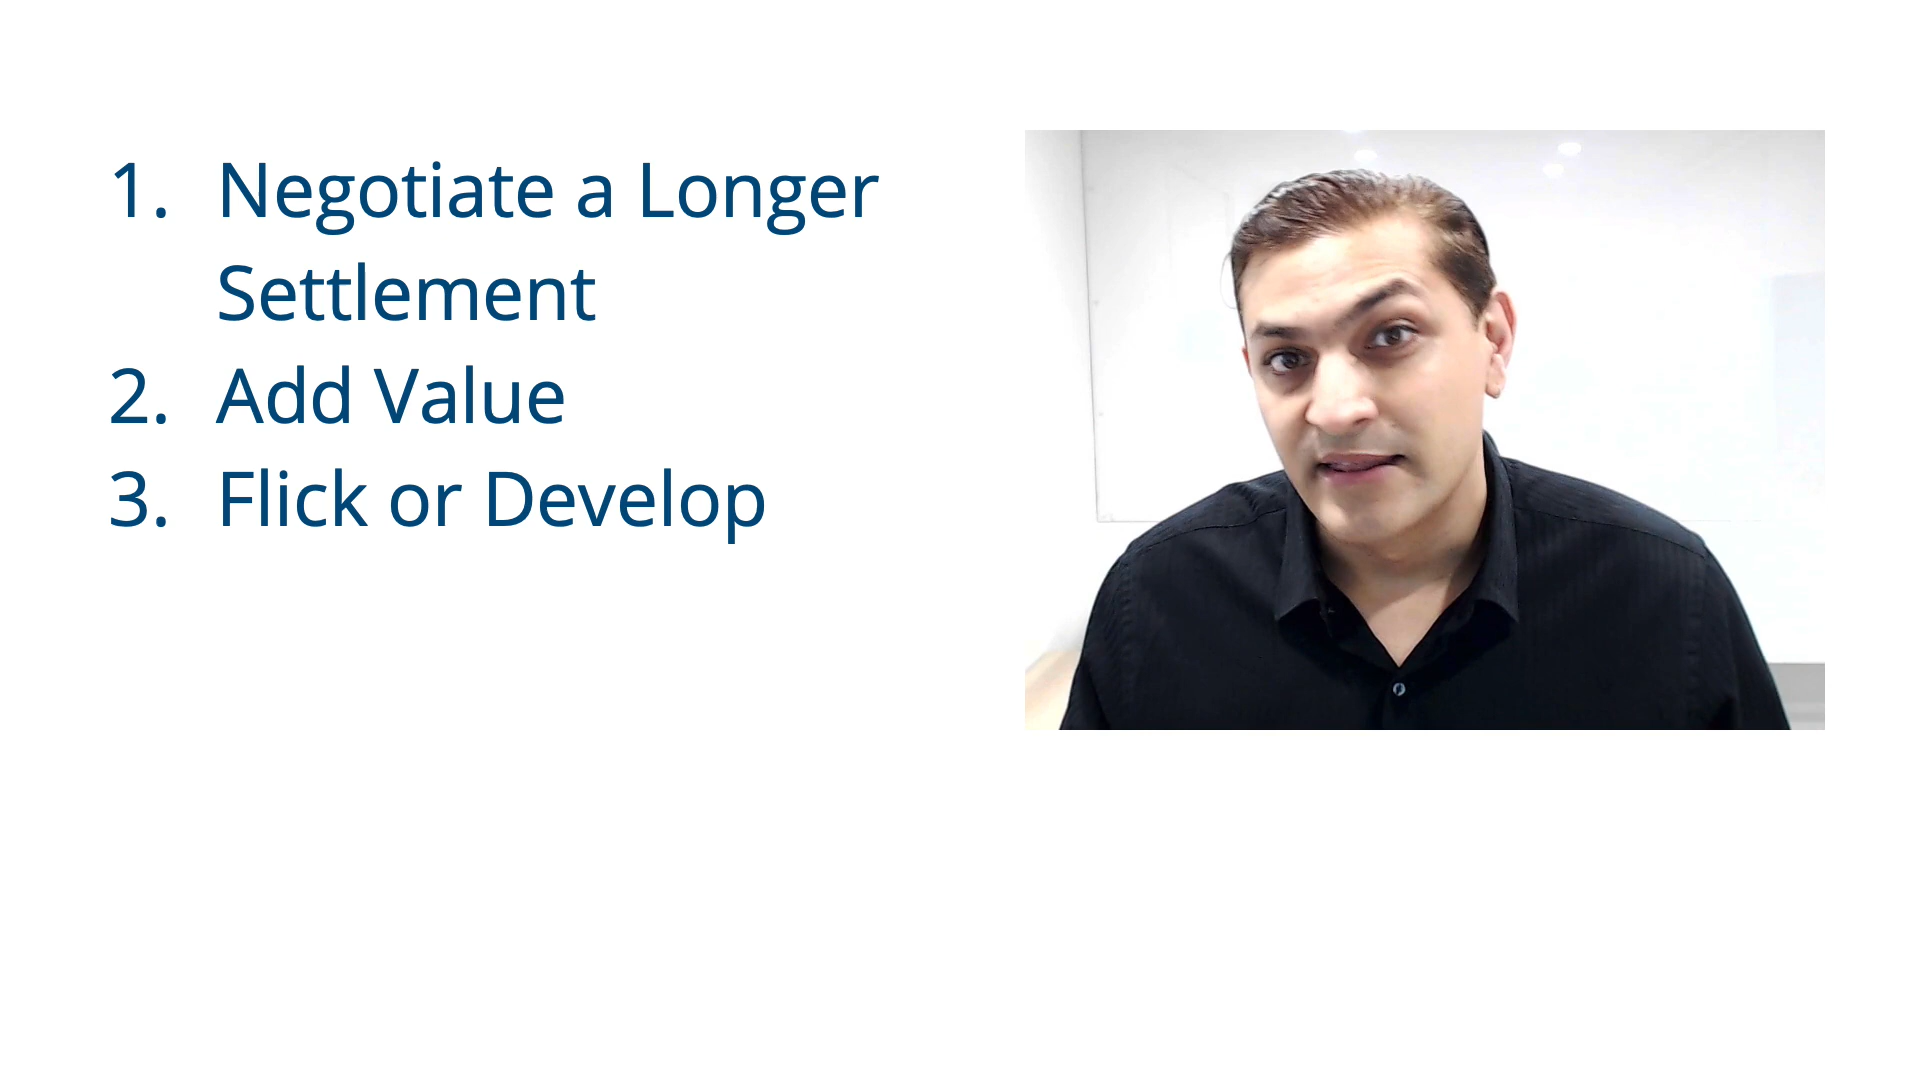 1. Negotiate a Longer
Settlement
2. Add Value
3. Flick or Develop